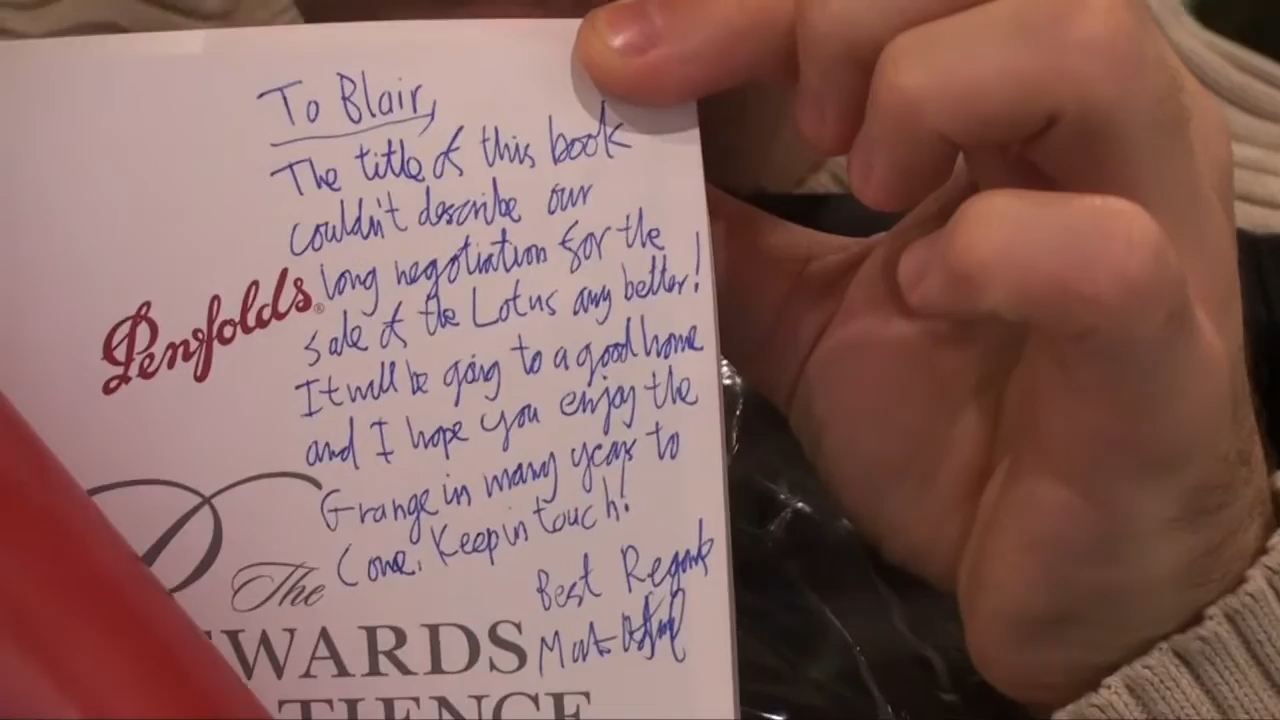 To Blair,
The title of this book
couldn't describe our
long negotiation for the
sale of the Lotus any better!
It will be going to a good home
and I hope you enjoy the
Grange in many years to
Come. Keep in touch!
Best Regards
Penfolds®
The
EWARDS
TIENCE